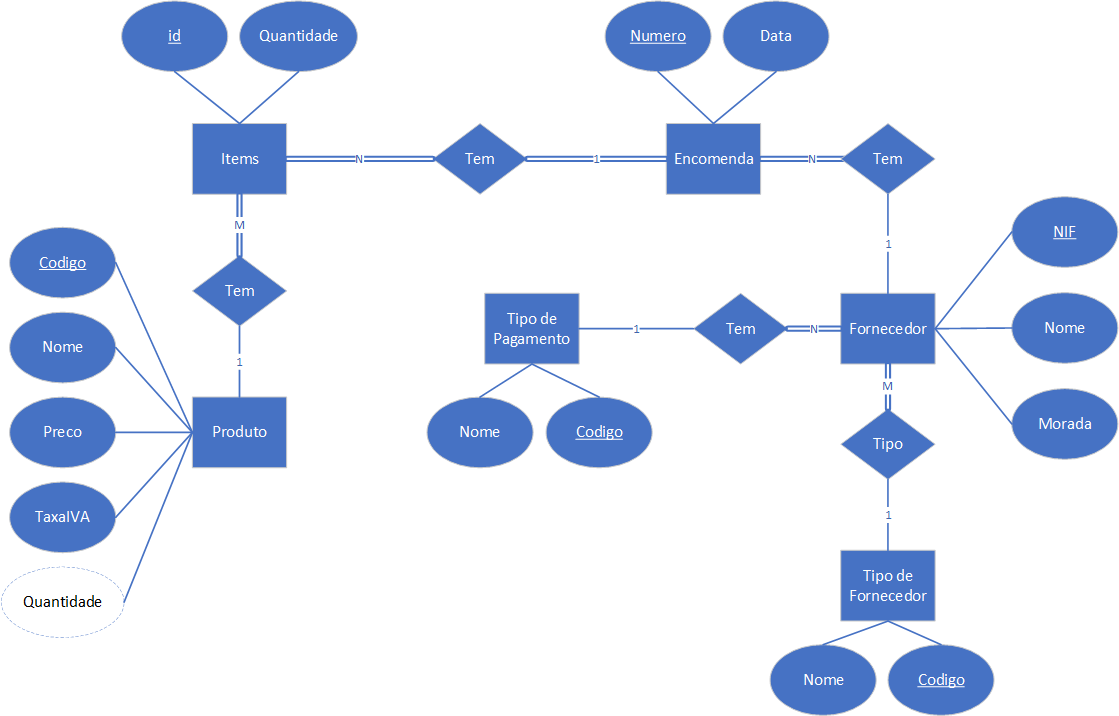 id
Quantidade
Numero
Data
Items
N
Tem
1
Encomenda
N
Tem
M
Codigo
Tem
1
NIF
Nome
Tipo de
Pagamento
1
Tem
N
Fornecedor
Nome
1
M
Preco
Produto
Nome
Codigo
Tipo
Morada
TaxaIVA
1
Quantidade
Tipo de
Fornecedor
Nome
Codigo